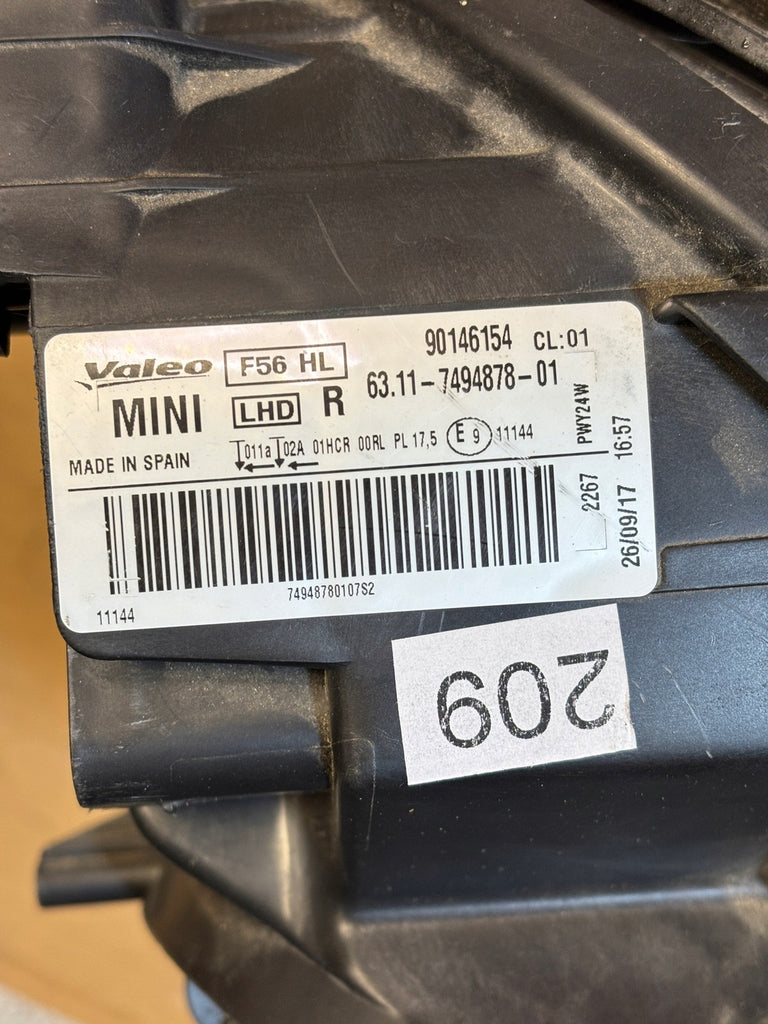 Valeo F56 HL 90146154 CL:01
MINI LHD R 63.11-7494878-01
MADE IN SPAIN 011a 02A 01HCR 00RL PL 17,5 E 9 11144
PWY24W
2267
26/09/17 16:57
74948780107S2
11144
209